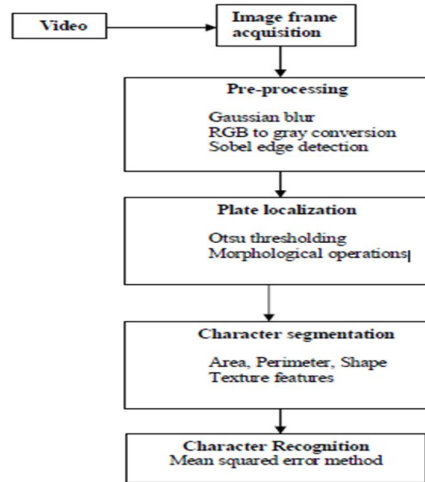 Video
Image frame
acquisition
Pre-processing
Gaussian blur
RGB to gray conversion
Sobel edge detection
Plate localization
Otsu thresholding
Morphological operations
Character segmentation
Area, Perimeter, Shape
Texture features
Character Recognition
Mean squared error method